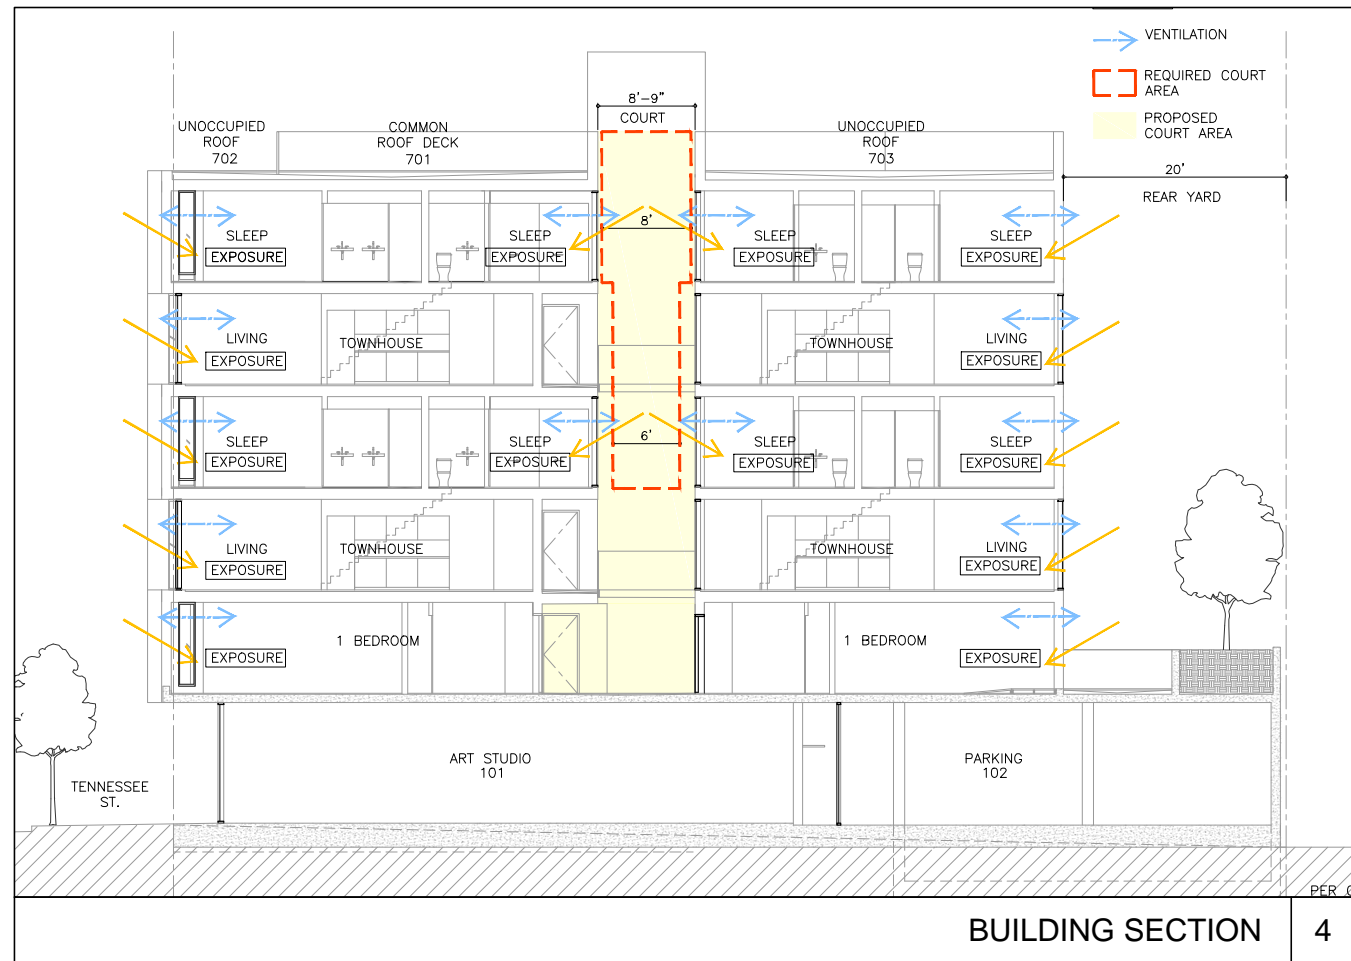 VENTILATION
REQUIRED COURT
AREA
PROPOSED
COURT AREA
8'-9"
COURT
UNOCCUPIED
ROOF
702
COMMON
ROOF DECK
701
UNOCCUPIED
ROOF
703
20'
REAR YARD
8'
SLEEP
EXPOSURE
SLEEP
EXPOSURE
SLEEP
EXPOSURE
SLEEP
EXPOSURE
LIVING
EXPOSURE
TOWNHOUSE
TOWNHOUSE
LIVING
EXPOSURE
6'
SLEEP
EXPOSURE
SLEEP
EXPOSURE
SLEEP
EXPOSURE
SLEEP
EXPOSURE
LIVING
EXPOSURE
TOWNHOUSE
TOWNHOUSE
LIVING
EXPOSURE
1 BEDROOM
EXPOSURE
1 BEDROOM
EXPOSURE
ART STUDIO
101
PARKING
102
TENNESSEE
ST.
PER
BUILDING SECTION
4